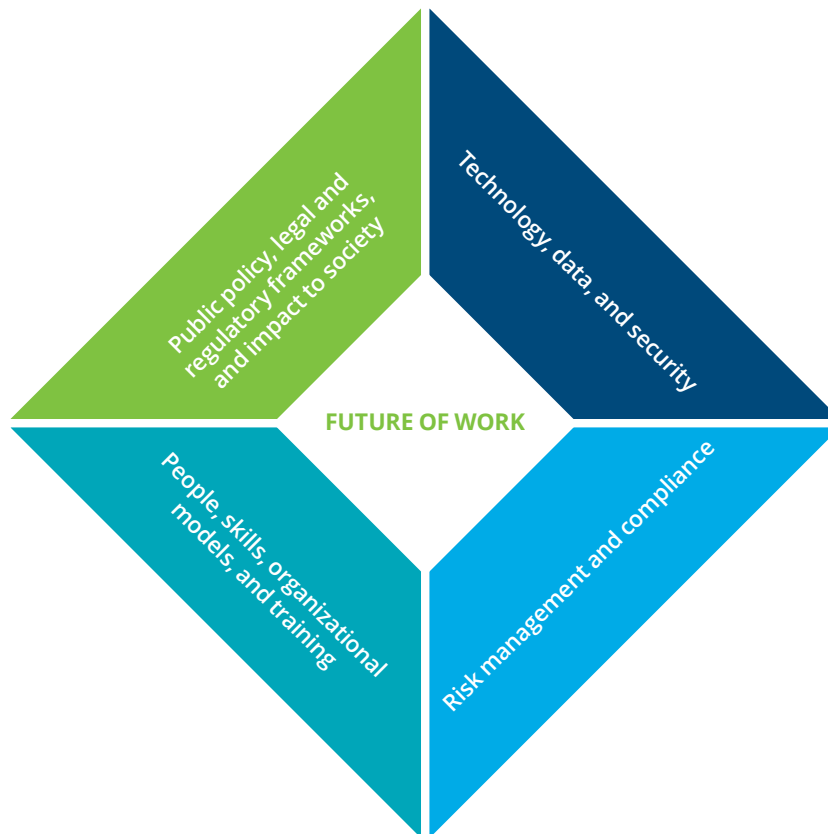 Public policy, legal and
regulatory frameworks,
and impact to society
Technology, data, and security
FUTURE OF WORK
People, skills, organizational
models, and training
Risk management and compliance